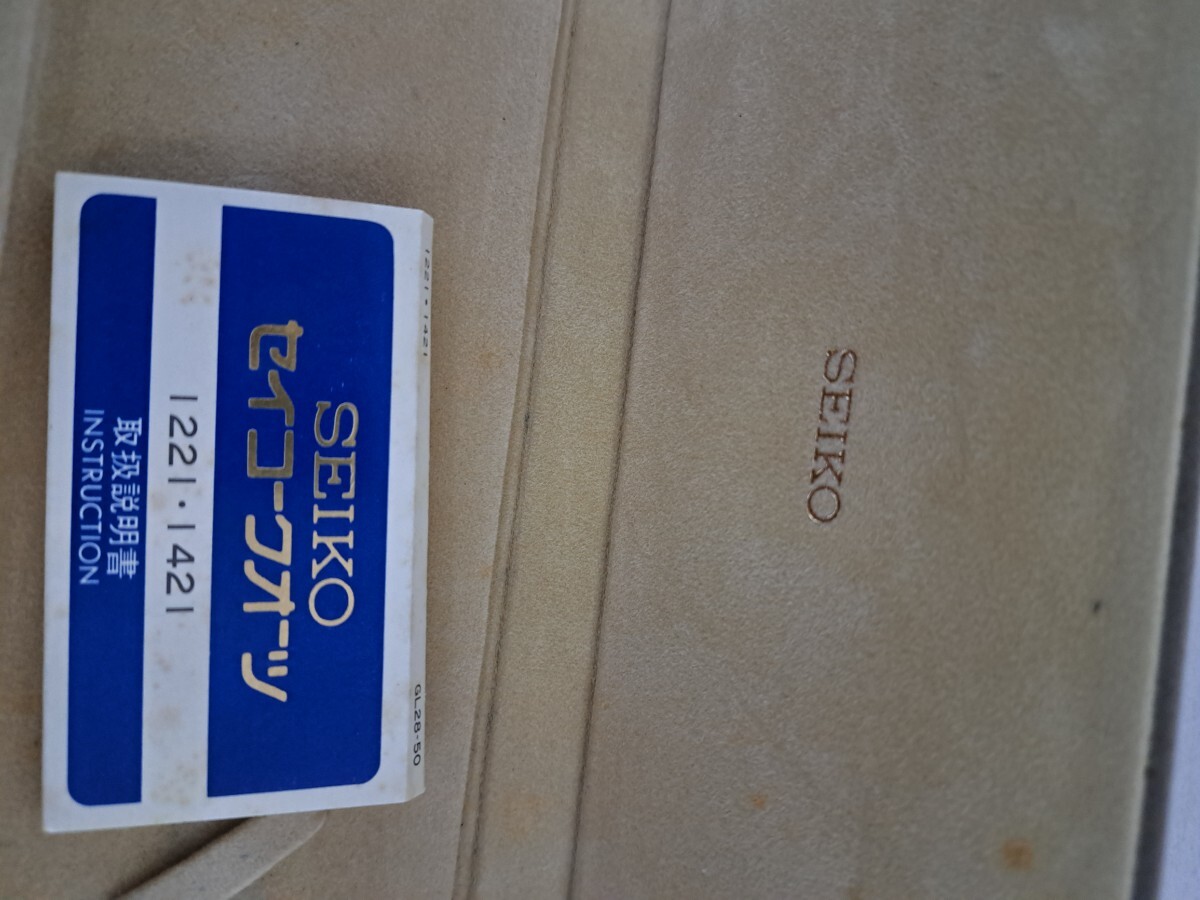 1221・1421
GL28-50
SEIKO
セイコークオーツ
1221・1421
取扱説明書
INSTRUCTION
SEIKO